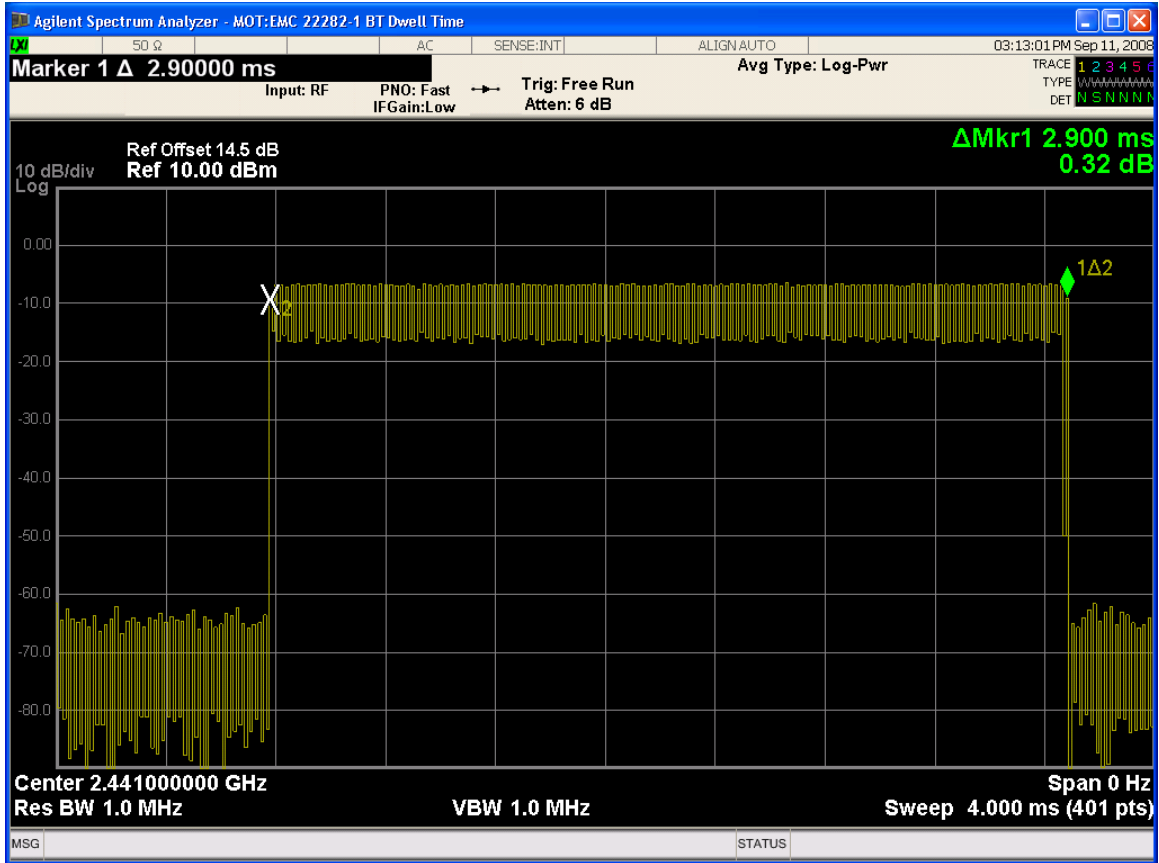 Agilent Spectrum Analyzer - MOT:EMC 22282-1 BT Dwell Time
LXI 50 Ω AC SENSE:INT ALIGN AUTO 03:13:01 PM Sep 11, 2008
Marker 1 Δ 2.90000 ms Avg Type: Log-Pwr TRACE 1 2 3 4 5 6
Input: RF PNO: Fast Trig: Free Run TYPE
IFGain:Low Atten: 6 dB DET N S N N N N
ΔMkr1 2.900 ms
Ref Offset 14.5 dB
10 dB/div Ref 10.00 dBm 0.32 dB
Log
0.00
1Δ2
-10.0
2
-20.0
-30.0
-40.0
-50.0
-60.0
-70.0
-80.0
Center 2.441000000 GHz Span 0 Hz
Res BW 1.0 MHz VBW 1.0 MHz Sweep 4.000 ms (401 pts)
MSG STATUS